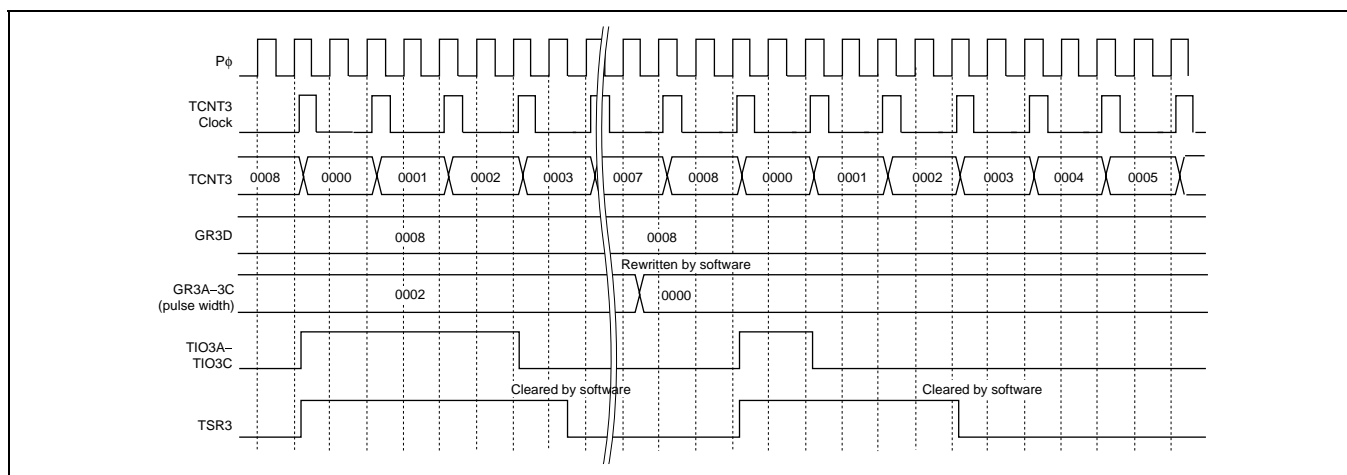 Pϕ
TCNT3
Clock
TCNT3
0008 0000 0001 0002 0003 0007 0008 0000 0001 0002 0003 0004 0005
GR3D
0008 0008
Rewritten by software
GR3A–3C
(pulse width)
0002 0000
TIO3A–
TIO3C
Cleared by software Cleared by software
TSR3